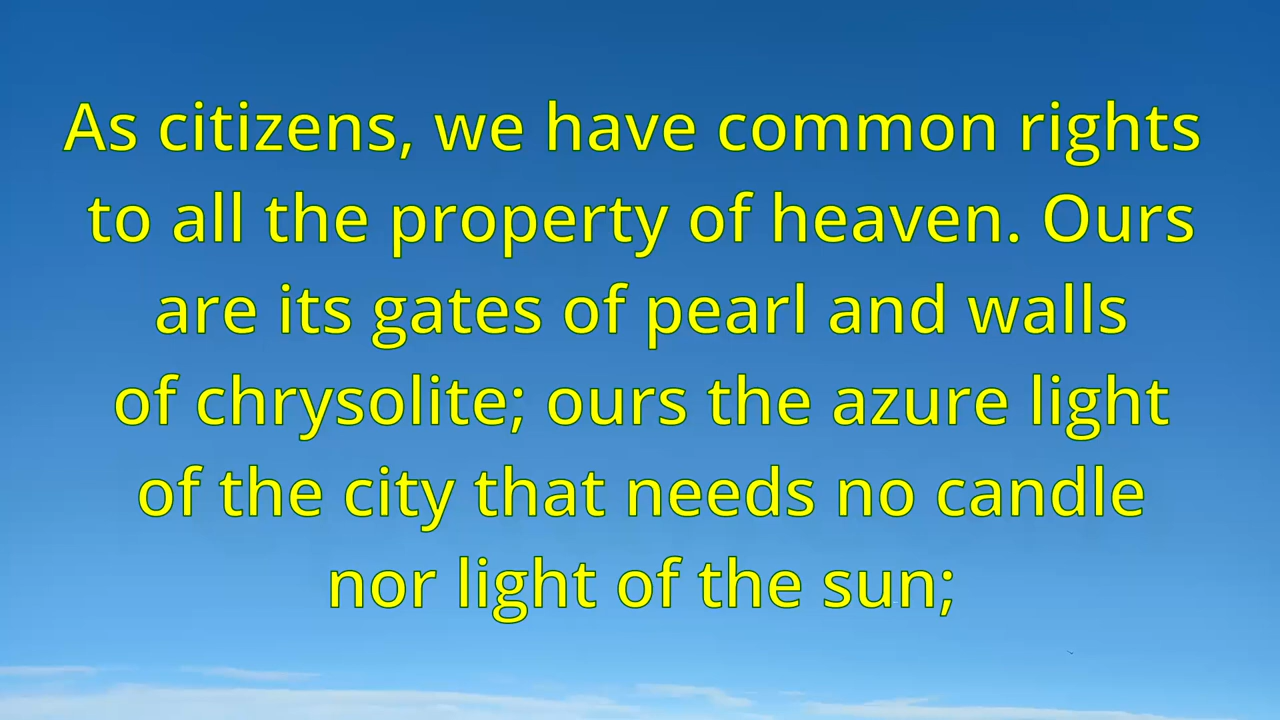 As citizens, we have common rights
to all the property of heaven. Ours
are its gates of pearl and walls
of chrysolite; ours the azure light
of the city that needs no candle
nor light of the sun;